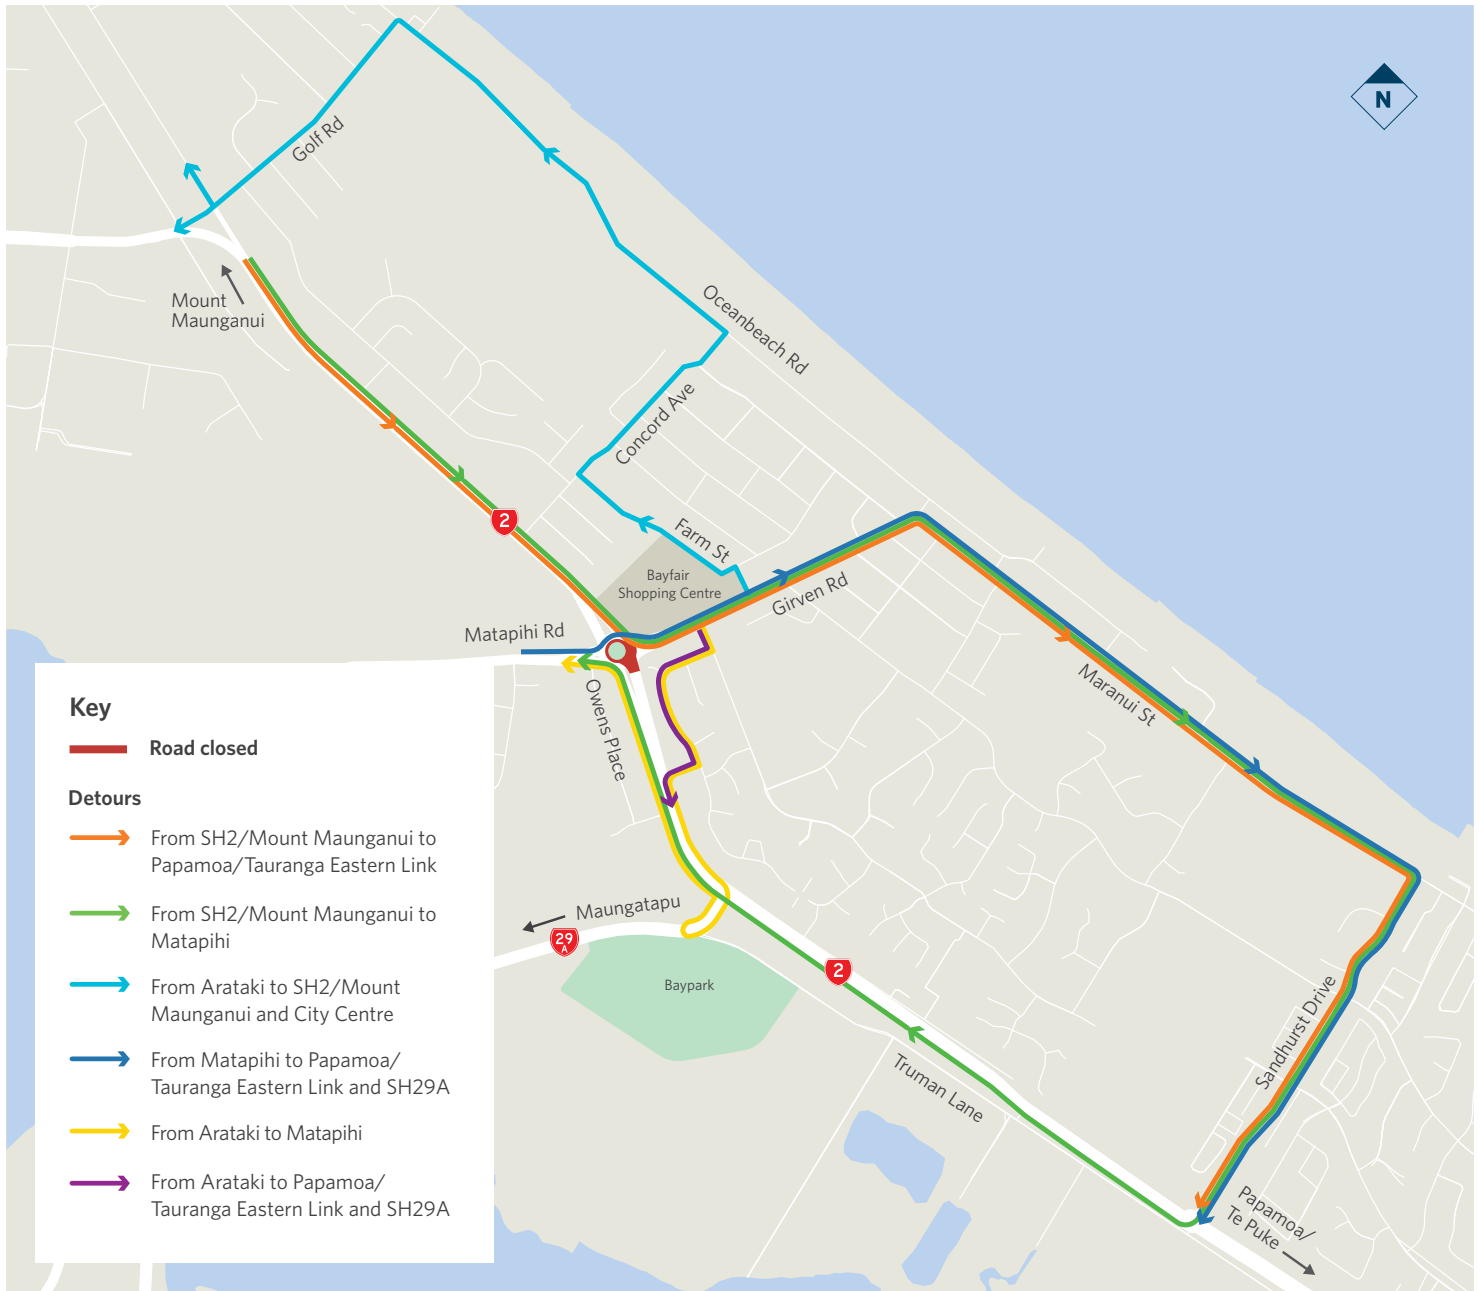 N
Golf Rd
Mount
Maunganui
Oceanbeach Rd
Concord Ave
2
Farm St
Bayfair
Shopping Centre
Girven Rd
Matapihi Rd
Maranui St
Owens Place
Maungatapu
29
A
2
Baypark
Sandhurst Drive
Truman Lane
Papamoa/
Te Puke
Key
Road closed
Detours
From SH2/Mount Maunganui to
Papamoa/Tauranga Eastern Link
From SH2/Mount Maunganui to
Matapihi
From Arataki to SH2/Mount
Maunganui and City Centre
From Matapihi to Papamoa/
Tauranga Eastern Link and SH29A
From Arataki to Matapihi
From Arataki to Papamoa/
Tauranga Eastern Link and SH29A